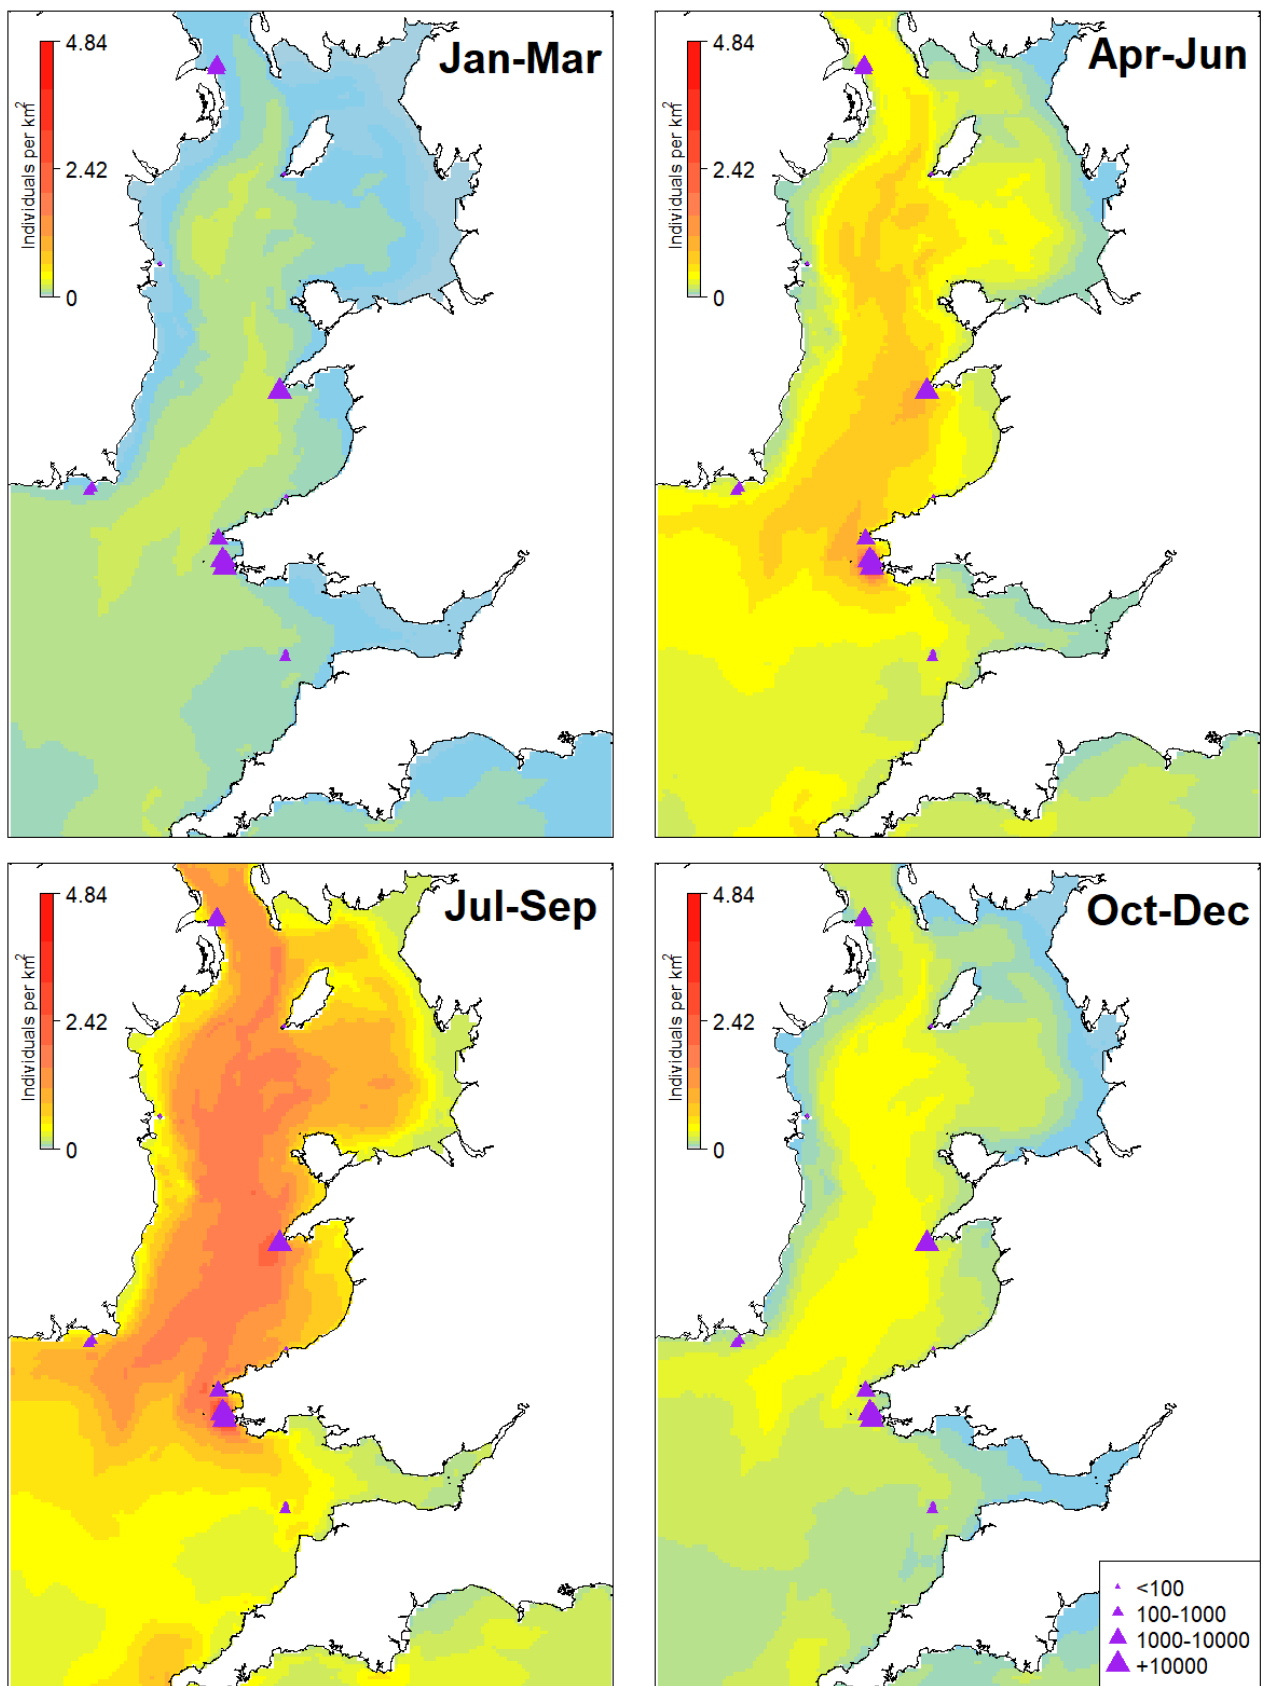 Jan-Mar
4.84
2.42
0
Individuals per km2
Apr-Jun
4.84
2.42
0
Individuals per km2
Jul-Sep
4.84
2.42
0
Individuals per km2
Oct-Dec
4.84
2.42
0
Individuals per km2
<100
100-1000
1000-10000
+10000